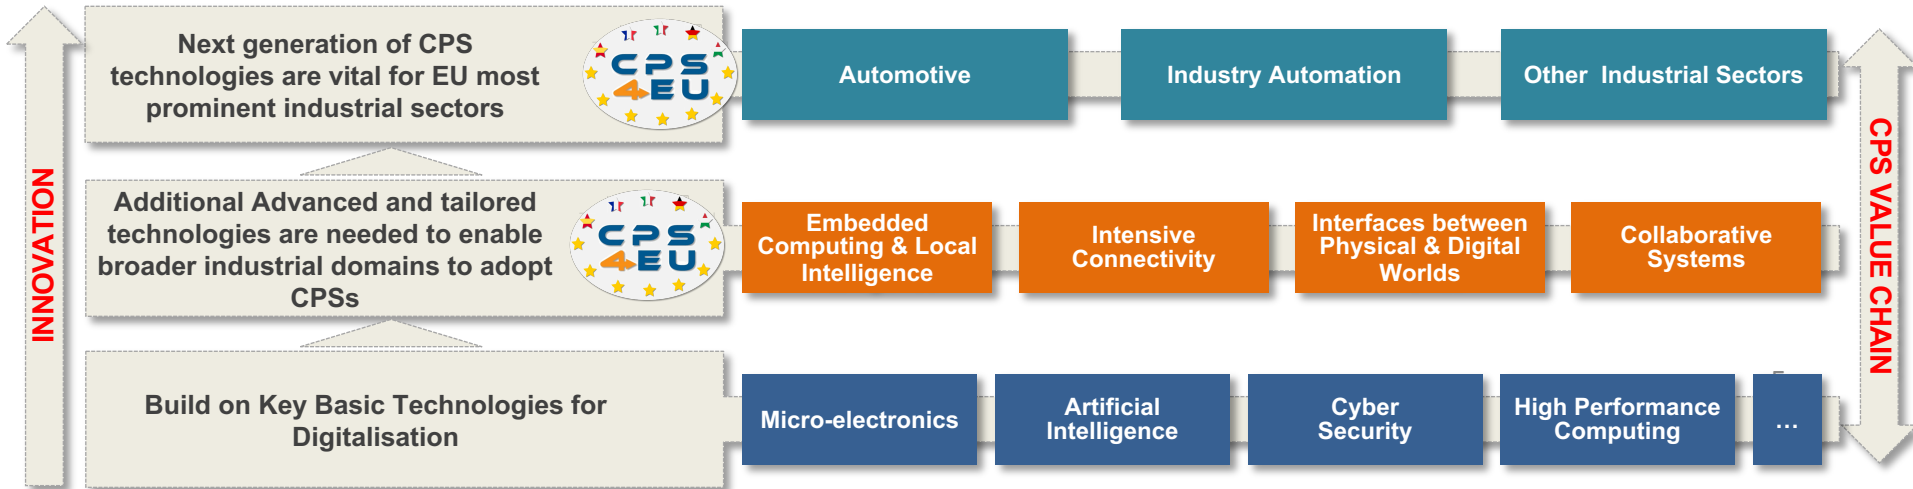 INNOVATION
Next generation of CPS
technologies are vital for EU most
prominent industrial sectors
CPS
4EU
Automotive
Industry Automation
Other Industrial Sectors
CPS VALUE CHAIN
Additional Advanced and tailored
technologies are needed to enable
broader industrial domains to adopt
CPSs
CPS
4EU
Embedded
Computing & Local
Intelligence
Intensive
Connectivity
Interfaces between
Physical & Digital
Worlds
Collaborative
Systems
Build on Key Basic Technologies for
Digitalisation
Micro-electronics
Artificial
Intelligence
Cyber
Security
High Performance
Computing
...